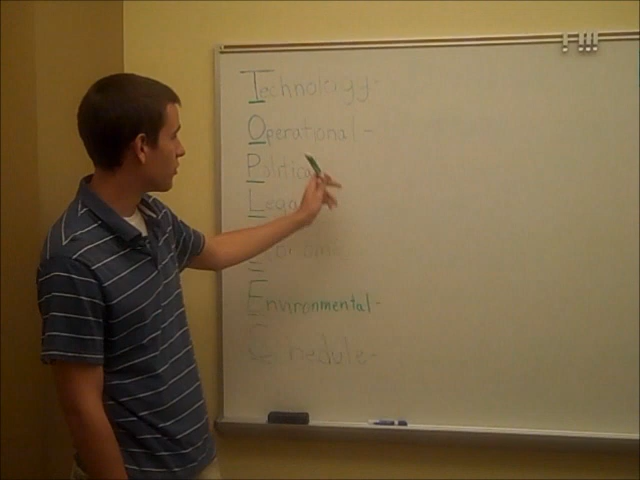 Technology-
Operational-
Political
Legal
Economic
Environmental-
Schedule-